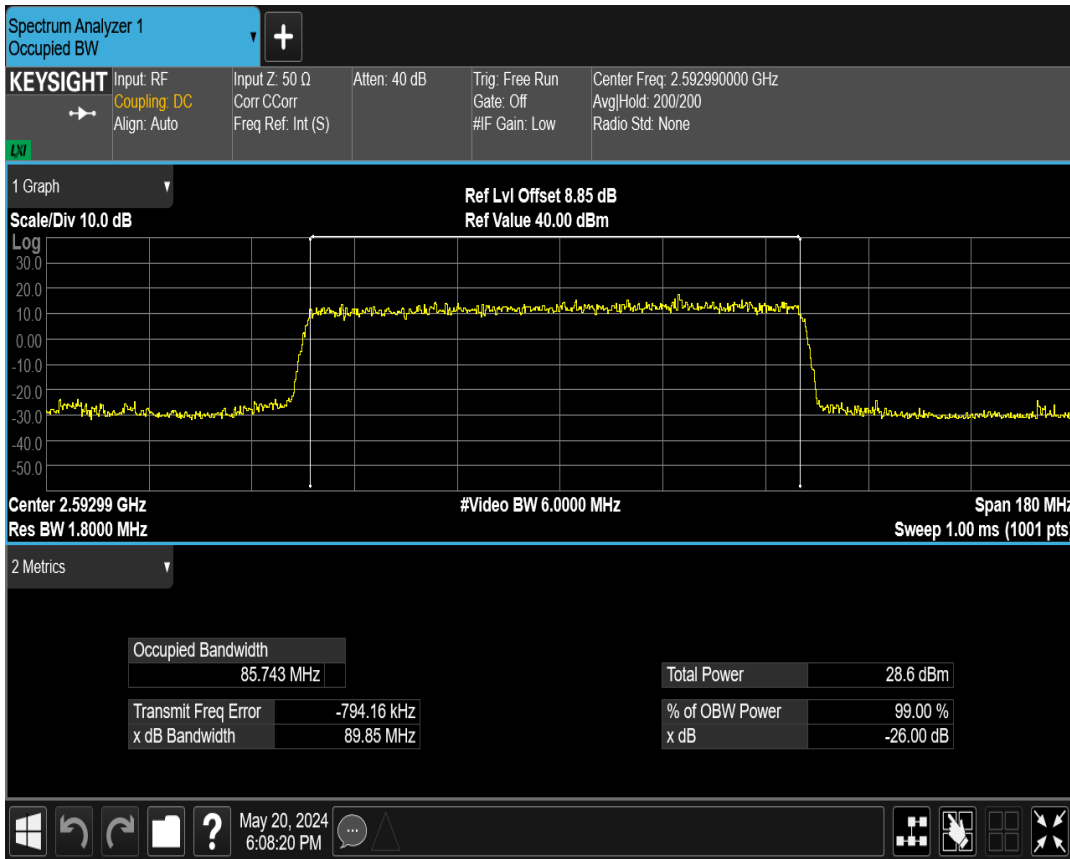 Spectrum Analyzer 1
Occupied BW
KEYSIGHT
LXI
Input: RF
Coupling: DC
Align: Auto
Input Z: 50 Ω
Corr CCorr
Freq Ref: Int (S)
Atten: 40 dB
Trig: Free Run
Gate: Off
#IF Gain: Low
Center Freq: 2.592990000 GHz
Avg|Hold: 200/200
Radio Std: None
1 Graph
Ref Lvl Offset 8.85 dB
Scale/Div 10.0 dB
Ref Value 40.00 dBm
Log
30.0
20.0
10.0
0.00
-10.0
-20.0
-30.0
-40.0
-50.0
Center 2.59299 GHz
#Video BW 6.0000 MHz
Span 180 MHz
Res BW 1.8000 MHz
Sweep 1.00 ms (1001 pts)
2 Metrics
Occupied Bandwidth
85.743 MHz
Total Power 28.6 dBm
Transmit Freq Error -794.16 kHz
% of OBW Power 99.00 %
x dB Bandwidth 89.85 MHz
x dB -26.00 dB
?
May 20, 2024
6:08:20 PM